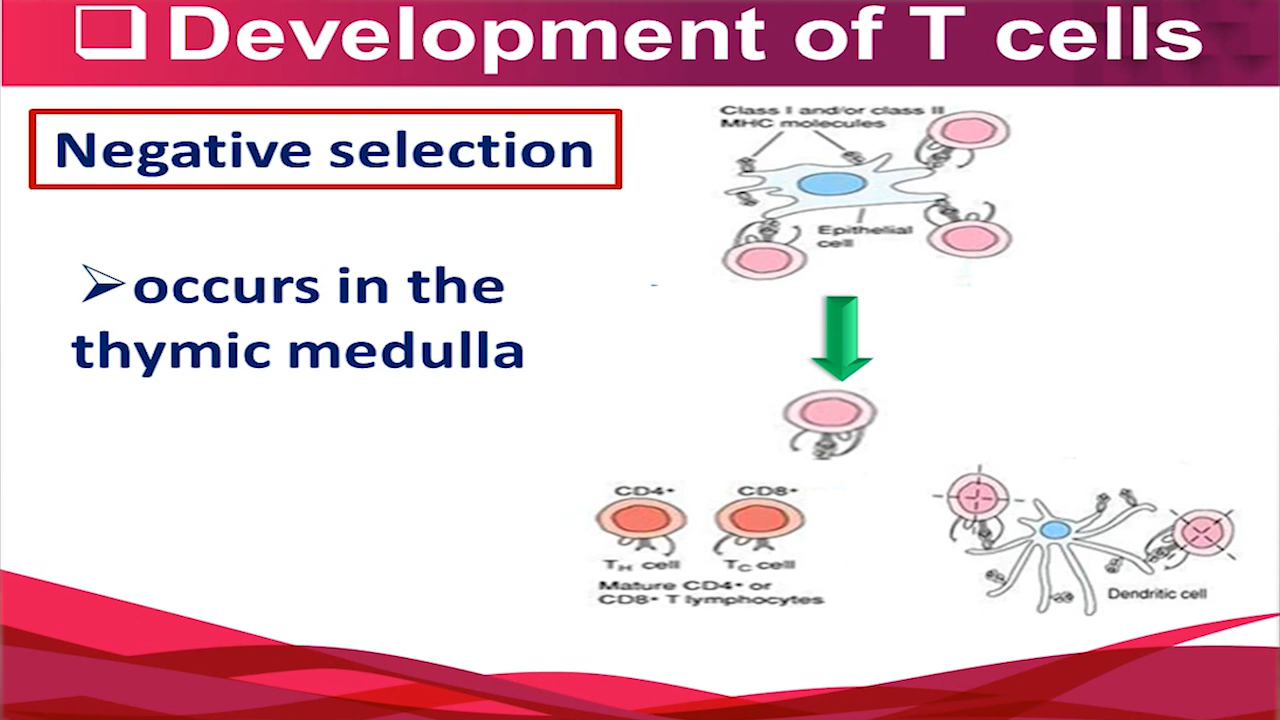 ❑Development of T cells
Negative selection
➢occurs in the
thymic medulla
Class I and/or class II
MHC molecules
Epithelial
cell
CD4+
CD8+
TH cell
TC cell
Mature CD4+ or
CD8+ T lymphocytes
Dendritic cell